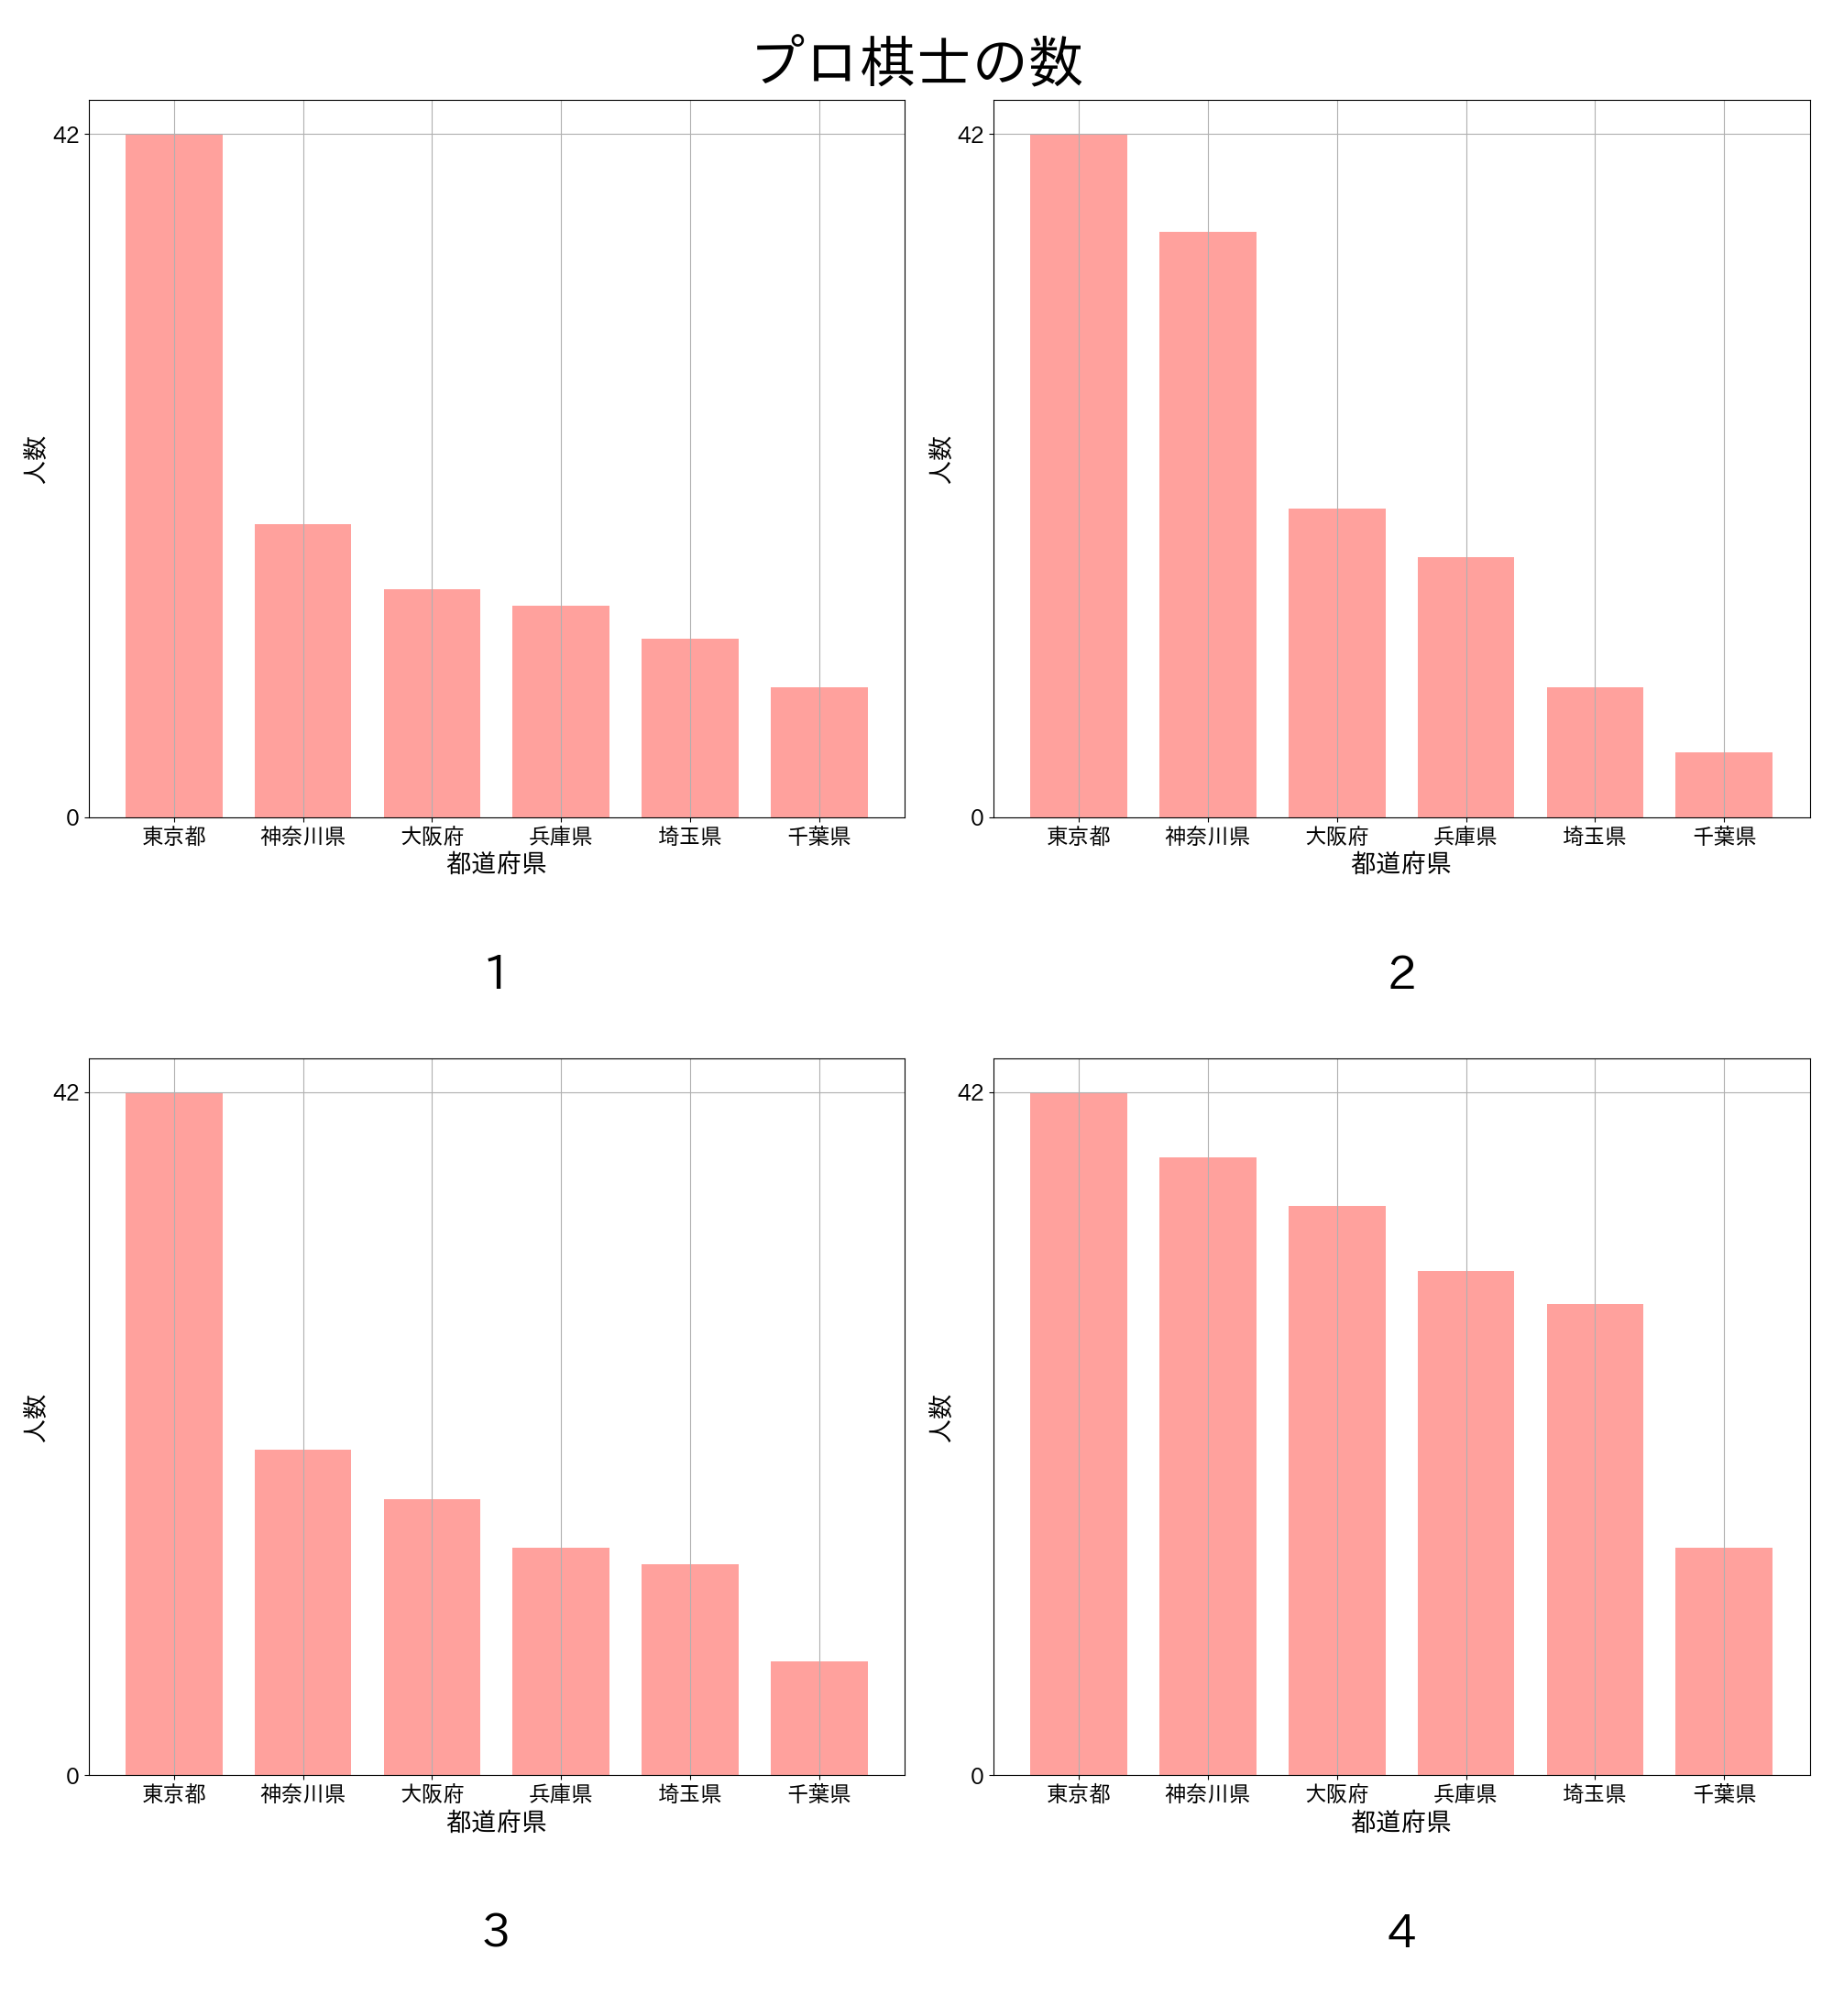 プロ棋士の数
42
0
人数
東京都 神奈川県 大阪府 兵庫県 埼玉県 千葉県
都道府県
1
42
0
人数
東京都 神奈川県 大阪府 兵庫県 埼玉県 千葉県
都道府県
2
42
0
人数
東京都 神奈川県 大阪府 兵庫県 埼玉県 千葉県
都道府県
3
42
0
人数
東京都 神奈川県 大阪府 兵庫県 埼玉県 千葉県
都道府県
4